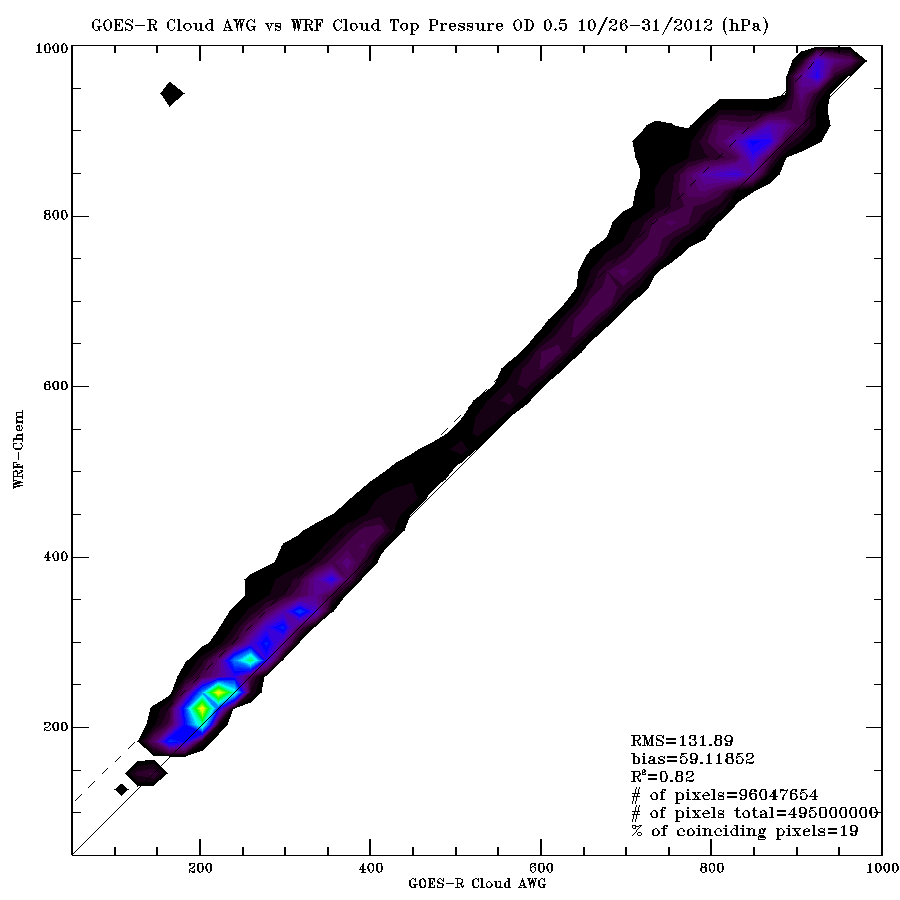 GOES-R Cloud AWG vs WRF Cloud Top Pressure OD 0.5 10/26-31/2012 (hPa)
1000
800
600
400
200
WRF-Chem
RMS=131.89
bias=59.11852
R²=0.82
# of pixels=96047654
# of pixels total=495000000
% of coinciding pixels=19
200 400 600 800 1000
GOES-R Cloud AWG